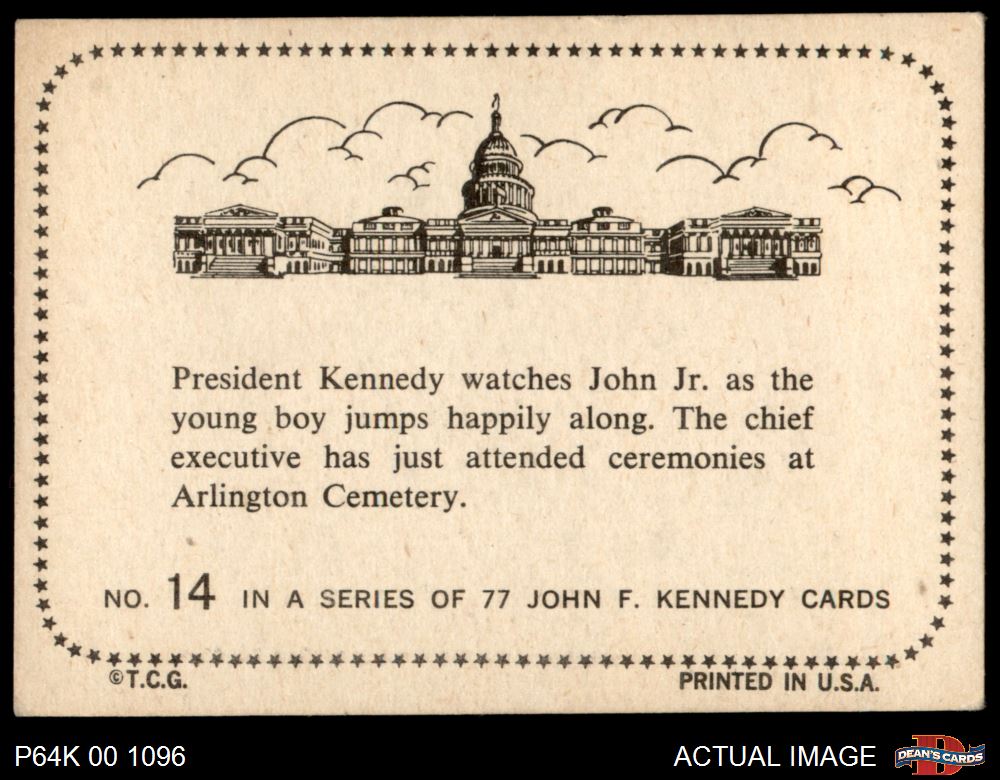 President Kennedy watches John Jr. as the
young boy jumps happily along. The chief
executive has just attended ceremonies at
Arlington Cemetery.
NO. 14 IN A SERIES OF 77 JOHN F. KENNEDY CARDS
©T.C.G. PRINTED IN U.S.A.
P64K 00 1096 ACTUAL IMAGE DEAN'S CARDS